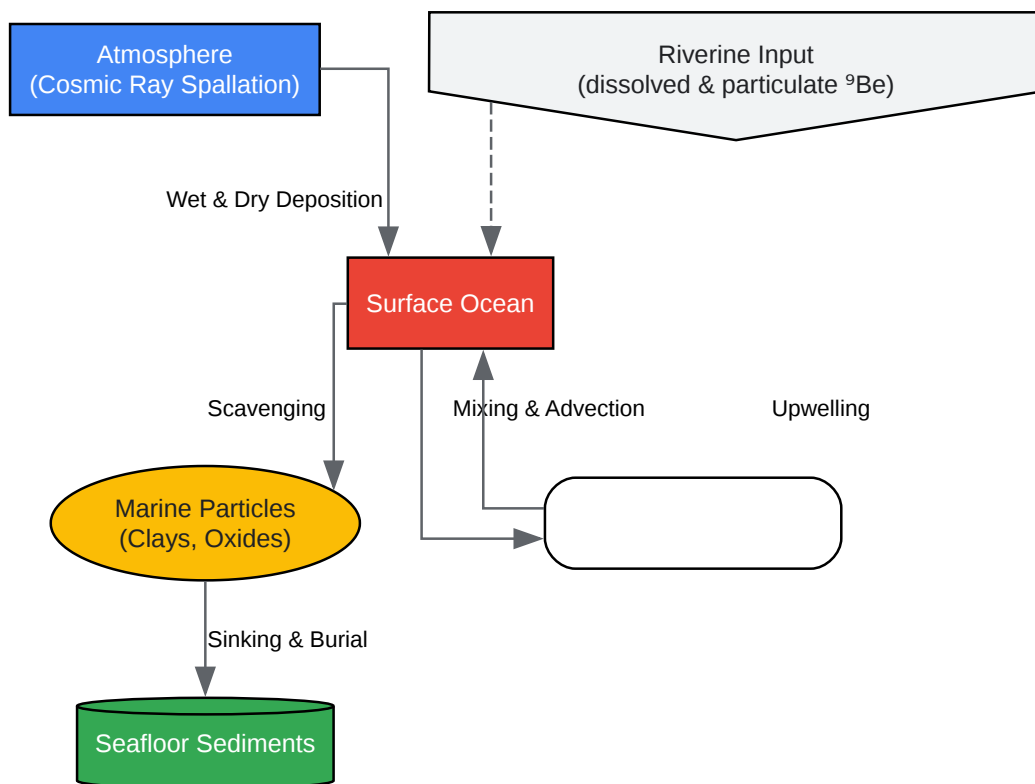 Atmosphere
(Cosmic Ray Spallation)
Riverine Input
(dissolved & particulate ⁹Be)
Wet & Dry Deposition
Surface Ocean
Scavenging
Mixing & Advection
Upwelling
Marine Particles
(Clays, Oxides)
Sinking & Burial
Seafloor Sediments